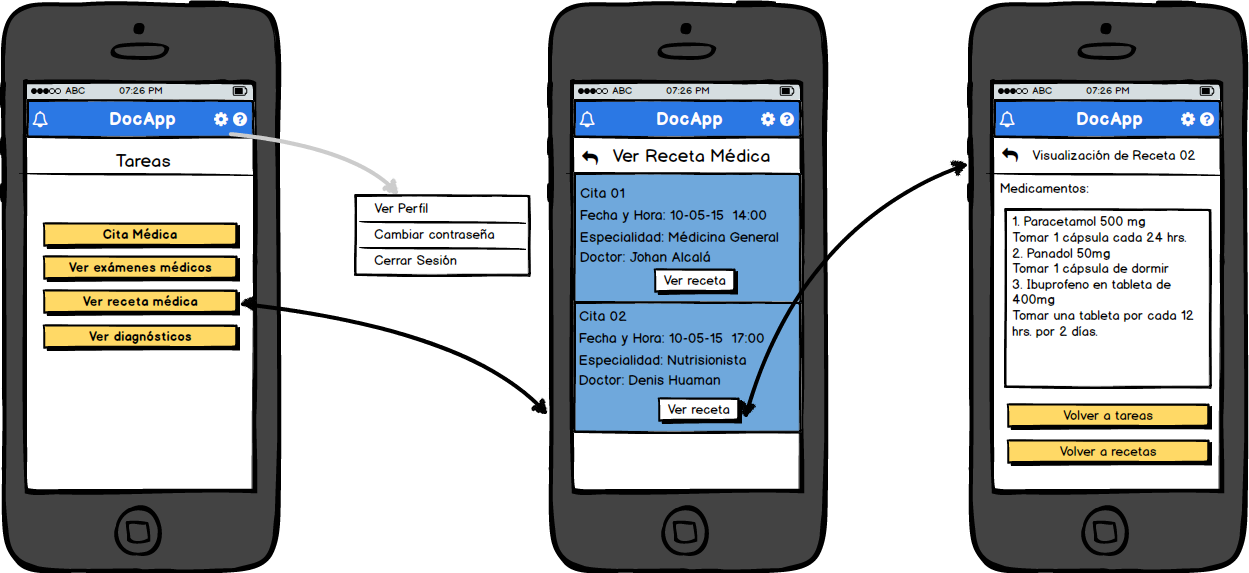 ABC 07:26 PM
DocApp ?
Tareas
Cita Médica
Ver exámenes médicos
Ver receta médica
Ver diagnósticos
Ver Perfil
Cambiar contraseña
Cerrar Sesión
ABC 07:26 PM
DocApp ?
Ver Receta Médica
Cita 01
Fecha y Hora: 10-05-15 14:00
Especialidad: Médicina General
Doctor: Johan Alcalá
Ver receta
Cita 02
Fecha y Hora: 10-05-15 17:00
Especialidad: Nutrisionista
Doctor: Denis Huaman
Ver receta
ABC 07:26 PM
DocApp ?
Visualización de Receta 02
Medicamentos:
1. Paracetamol 500 mg
Tomar 1 cápsula cada 24 hrs.
2. Panadol 50mg
Tomar 1 cápsula de dormir
3. Ibuprofeno en tableta de
400mg
Tomar una tableta por cada 12
hrs. por 2 días.
Volver a tareas
Volver a recetas